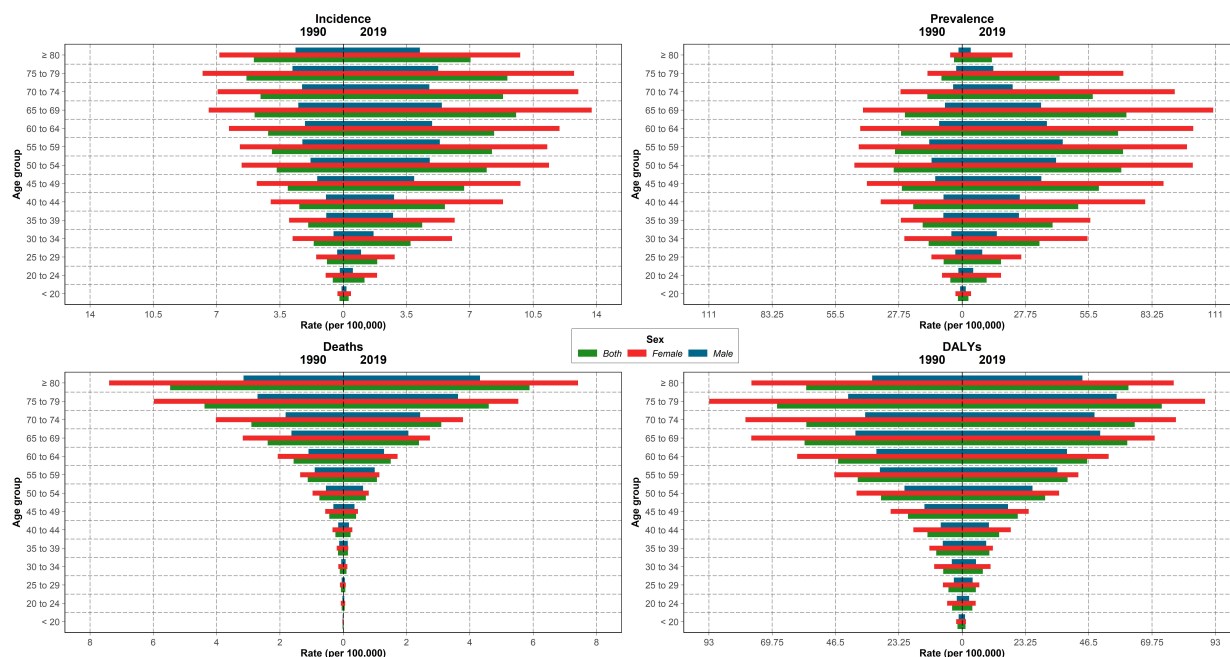 Incidence
1990 2019
Age group
≥ 80
75 to 79
70 to 74
65 to 69
60 to 64
55 to 59
50 to 54
45 to 49
40 to 44
35 to 39
30 to 34
25 to 29
20 to 24
< 20
14 10.5 7 3.5 0 3.5 7 10.5 14
Rate (per 100,000)
Prevalence
1990 2019
Age group
≥ 80
75 to 79
70 to 74
65 to 69
60 to 64
55 to 59
50 to 54
45 to 49
40 to 44
35 to 39
30 to 34
25 to 29
20 to 24
< 20
111 83.25 55.5 27.75 0 27.75 55.5 83.25 111
Rate (per 100,000)
Sex
Both Female Male
Deaths
1990 2019
Age group
≥ 80
75 to 79
70 to 74
65 to 69
60 to 64
55 to 59
50 to 54
45 to 49
40 to 44
35 to 39
30 to 34
25 to 29
20 to 24
< 20
8 6 4 2 0 2 4 6 8
Rate (per 100,000)
DALYs
1990 2019
Age group
≥ 80
75 to 79
70 to 74
65 to 69
60 to 64
55 to 59
50 to 54
45 to 49
40 to 44
35 to 39
30 to 34
25 to 29
20 to 24
< 20
93 69.75 46.5 23.25 0 23.25 46.5 69.75 93
Rate (per 100,000)